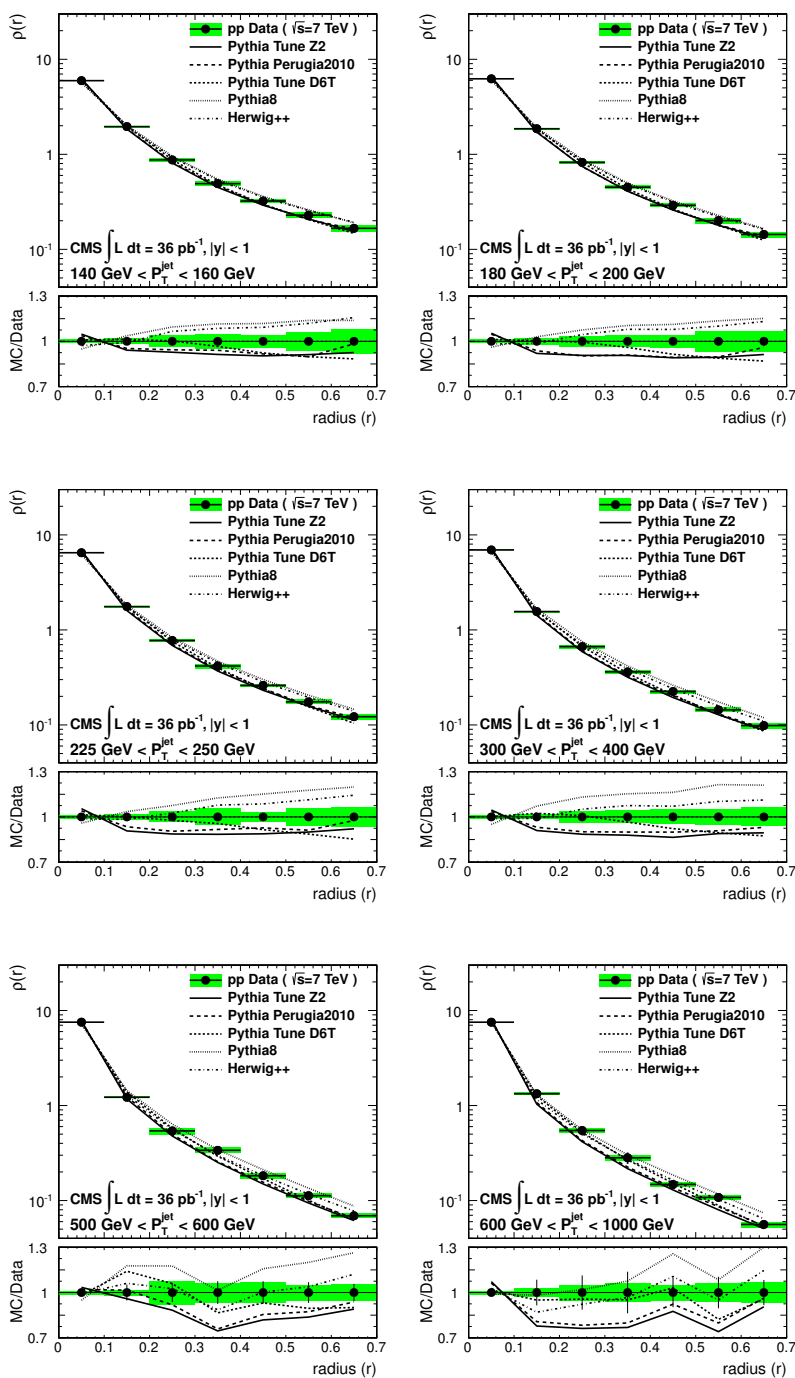 ρ(r)
10
1
10⁻¹
pp Data ( √s=7 TeV )
Pythia Tune Z2
Pythia Perugia2010
Pythia Tune D6T
Pythia8
Herwig++
CMS ∫ L dt = 36 pb⁻¹, |y| < 1
140 GeV < P_T^jet < 160 GeV
MC/Data
1.3
1
0.7
0 0.1 0.2 0.3 0.4 0.5 0.6 0.7
radius (r)
ρ(r)
10
1
10⁻¹
pp Data ( √s=7 TeV )
Pythia Tune Z2
Pythia Perugia2010
Pythia Tune D6T
Pythia8
Herwig++
CMS ∫ L dt = 36 pb⁻¹, |y| < 1
180 GeV < P_T^jet < 200 GeV
MC/Data
1.3
1
0.7
0 0.1 0.2 0.3 0.4 0.5 0.6 0.7
radius (r)
ρ(r)
10
1
10⁻¹
pp Data ( √s=7 TeV )
Pythia Tune Z2
Pythia Perugia2010
Pythia Tune D6T
Pythia8
Herwig++
CMS ∫ L dt = 36 pb⁻¹, |y| < 1
225 GeV < P_T^jet < 250 GeV
MC/Data
1.3
1
0.7
0 0.1 0.2 0.3 0.4 0.5 0.6 0.7
radius (r)
ρ(r)
10
1
10⁻¹
pp Data ( √s=7 TeV )
Pythia Tune Z2
Pythia Perugia2010
Pythia Tune D6T
Pythia8
Herwig++
CMS ∫ L dt = 36 pb⁻¹, |y| < 1
300 GeV < P_T^jet < 400 GeV
MC/Data
1.3
1
0.7
0 0.1 0.2 0.3 0.4 0.5 0.6 0.7
radius (r)
ρ(r)
10
1
10⁻¹
pp Data ( √s=7 TeV )
Pythia Tune Z2
Pythia Perugia2010
Pythia Tune D6T
Pythia8
Herwig++
CMS ∫ L dt = 36 pb⁻¹, |y| < 1
500 GeV < P_T^jet < 600 GeV
MC/Data
1.3
1
0.7
0 0.1 0.2 0.3 0.4 0.5 0.6 0.7
radius (r)
ρ(r)
10
1
10⁻¹
pp Data ( √s=7 TeV )
Pythia Tune Z2
Pythia Perugia2010
Pythia Tune D6T
Pythia8
Herwig++
CMS ∫ L dt = 36 pb⁻¹, |y| < 1
600 GeV < P_T^jet < 1000 GeV
MC/Data
1.3
1
0.7
0 0.1 0.2 0.3 0.4 0.5 0.6 0.7
radius (r)